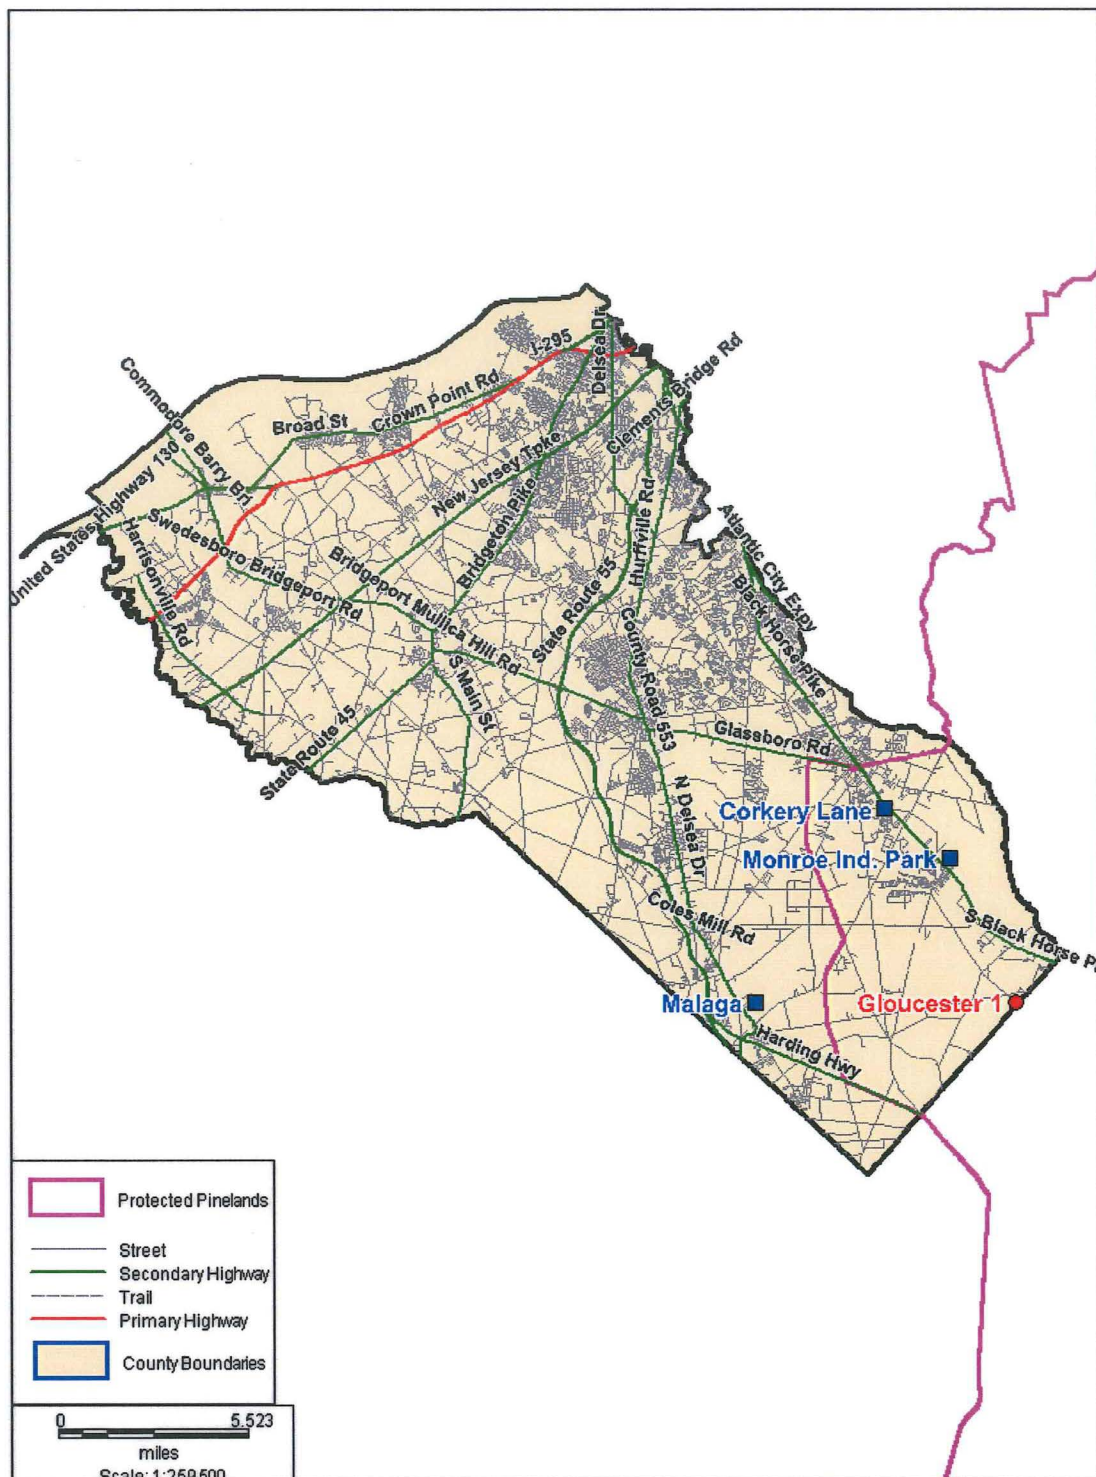 I-295
Delsea Dr
Clements Bridge Rd
Commodore Barry Bri
Crown Point Rd
Broad St
New Jersey Tpke
United States Highway 130
Bridgeton Pike
Hurffville Rd
Swedesboro Bridgeport Rd
Harrisonville Rd
Atlantic City Expy
Bridgeport Mullica Hill Rd
State Route 55
Black Horse Pike
County Road 553
S Main St
State Route 45
Glassboro Rd
N Delsea Dr
Corkery Lane
Monroe Ind. Park
Coles Mill Rd
S Black Horse
Malaga
Gloucester 1
Harding Hwy
Protected Pinelands
Street
Secondary Highway
Trail
Primary Highway
County Boundaries
0 5.523
miles
Scale: 1:259,500